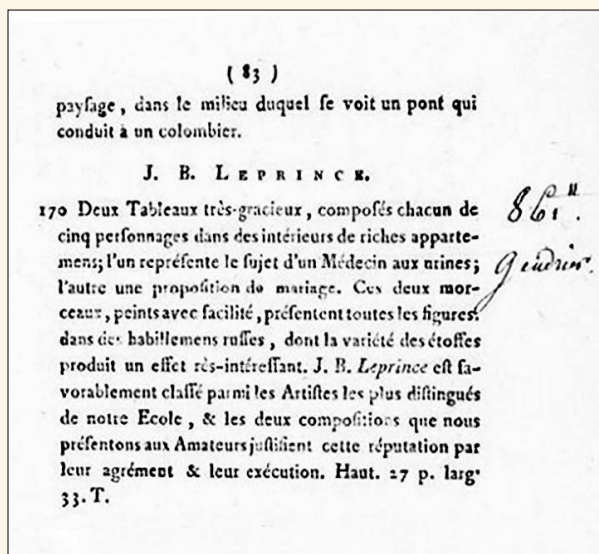 ( 83 )
payſage, dans le milieu duquel ſe voit un pont qui
conduit à un colombier.
J. B. LEPRINCE.
170 Deux Tableaux très-gracieux, compoſés chacun de
cinq perſonnages dans des intérieurs de riches apparte-
mens; l'un repréſente le ſujet d'un Médecin aux urines;
l'autre une propoſition de mariage. Ces deux mor-
ceaux, peints avec facilité, préſentent toutes les figures
dans des habillemens ruſſes, dont la variété des étoffes
produit un effet rès-intéreſſant. J. B. Leprince eſt fa-
vorablement claſſé parmi les Artiſtes les plus diſtingués
de notre Ecole, & les deux compoſitions que nous
préſentons aux Amateurs juſtifient cette réputation par
leur agrément & leur exécution. Haut. 27 p. larg.
33. T.